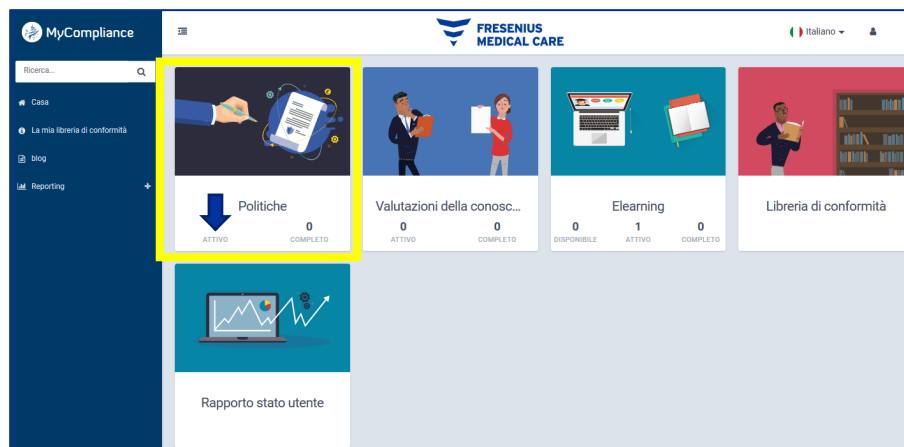 MyCompliance
FRESENIUS
MEDICAL CARE
Italiano
Ricerca...
Casa
La mia libreria di conformità
blog
Reporting
Politiche
0
ATTIVO COMPLETO
Valutazioni della conosc...
0 0
ATTIVO COMPLETO
Elearning
0 1 0
DISPONIBILE ATTIVO COMPLETO
Libreria di conformità
Rapporto stato utente